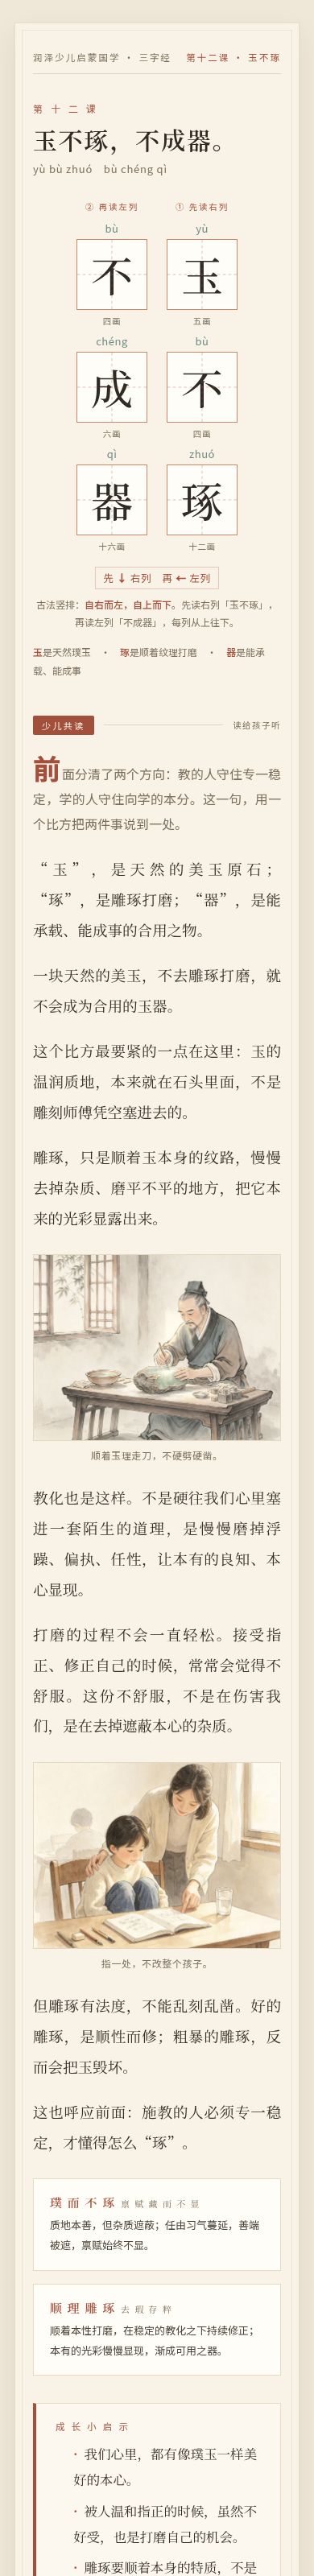 润泽少儿启蒙国学 · 三字经 第十二课 · 玉不琢
第十二课
玉不琢，不成器。
yù bù zhuó bù chéng qì
② 再读左列 ① 先读右列
bù yù
不 玉
四画 五画
chéng bù
成 不
六画 四画
qì zhuó
器 琢
十六画 十二画
先 ↓ 右列 再 ← 左列
古法竖排：自右而左，自上而下。先读右列「玉不琢」，
再读左列「不成器」，每列从上往下。
玉是天然璞玉 · 琢是顺着纹理打磨 · 器是能承
载、能成事
少儿共读 读给孩子听
前面分清了两个方向：教的人守住专一稳
定，学的人守住向学的本分。这一句，用一
个比方把两件事说到一处。
“玉”，是天然的美玉原石；
“琢”，是雕琢打磨；“器”，是能
承载、能成事的合用之物。
一块天然的美玉，不去雕琢打磨，就
不会成为合用的玉器。
这个比方最要紧的一点在这里：玉的
温润质地，本来就在石头里面，不是
雕刻师傅凭空塞进去的。
雕琢，只是顺着玉本身的纹路，慢慢
去掉杂质、磨平不平的地方，把它本
来的光彩显露出来。
顺着玉理走刀，不硬劈硬凿。
教化也是这样。不是硬往我们心里塞
进一套陌生的道理，是慢慢磨掉浮
躁、偏执、任性，让本有的良知、本
心显现。
打磨的过程不会一直轻松。接受指
正、修正自己的时候，常常会觉得不
舒服。这份不舒服，不是在伤害我
们，是在去掉遮蔽本心的杂质。
指一处，不改整个孩子。
但雕琢有法度，不能乱刻乱凿。好的
雕琢，是顺性而修；粗暴的雕琢，反
而会把玉毁坏。
这也呼应前面：施教的人必须专一稳
定，才懂得怎么“琢”。
璞而不琢 禀赋藏而不显
质地本善，但杂质遮蔽；任由习气蔓延，善端
被遮，禀赋始终不显。
顺理雕琢 去瑕存粹
顺着本性打磨，在稳定的教化之下持续修正；
本有的光彩慢慢显现，渐成可用之器。
成长小启示
· 我们心里，都有像璞玉一样美
好的本心。
· 被人温和指正的时候，虽然不
好受，也是打磨自己的机会。
· 雕琢要顺着本身的特质，不是